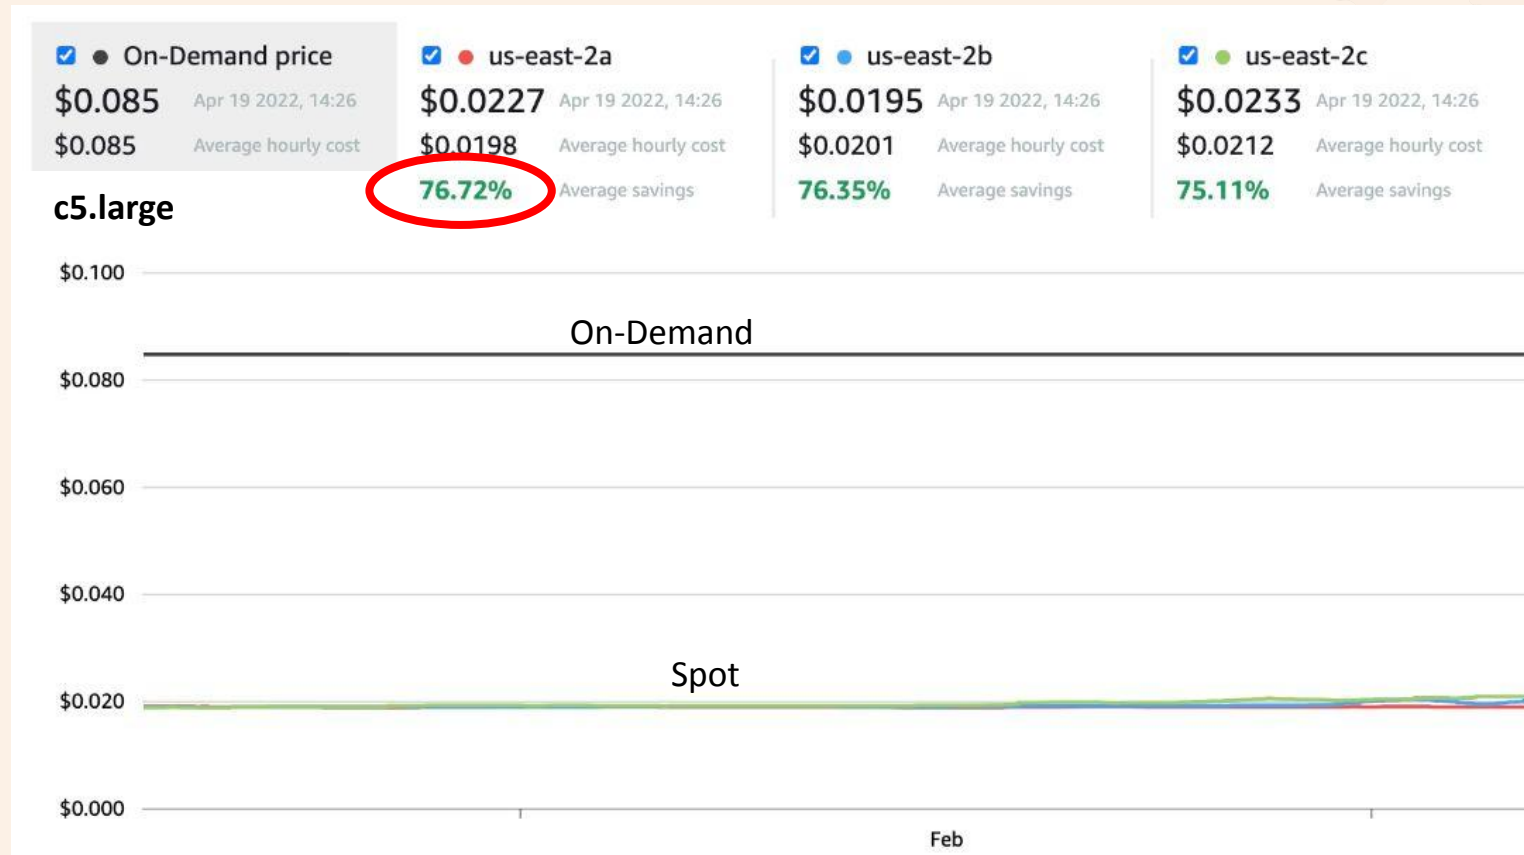 On-Demand price
$0.085 Apr 19 2022, 14:26
$0.085 Average hourly cost
us-east-2a
$0.0227 Apr 19 2022, 14:26
$0.0198 Average hourly cost
76.72% Average savings
us-east-2b
$0.0195 Apr 19 2022, 14:26
$0.0201 Average hourly cost
76.35% Average savings
us-east-2c
$0.0233 Apr 19 2022, 14:26
$0.0212 Average hourly cost
75.11% Average savings
c5.large
$0.100
On-Demand
$0.080
$0.060
$0.040
Spot
$0.020
$0.000
Feb